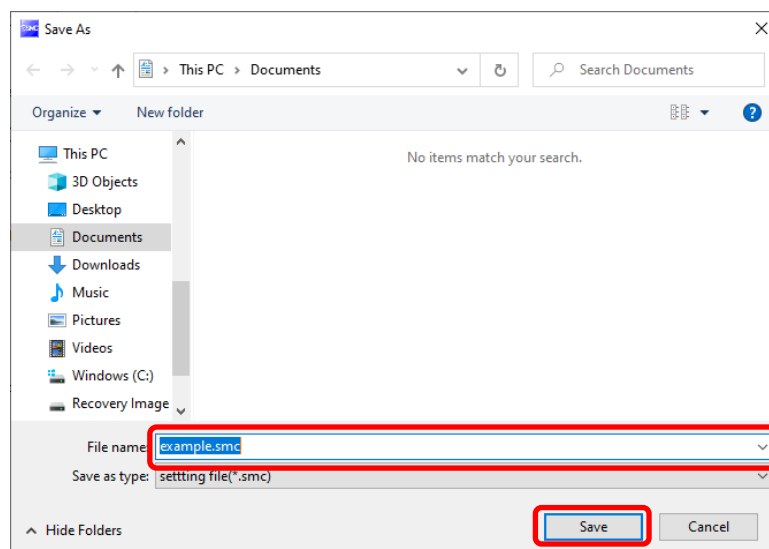 Save As
This PC > Documents
Search Documents
Organize
New folder
This PC
No items match your search.
3D Objects
Desktop
Documents
Downloads
Music
Pictures
Videos
Windows (C:)
Recovery Image
File name: example.smc
Save as type: settting file(*.smc)
Hide Folders
Save
Cancel